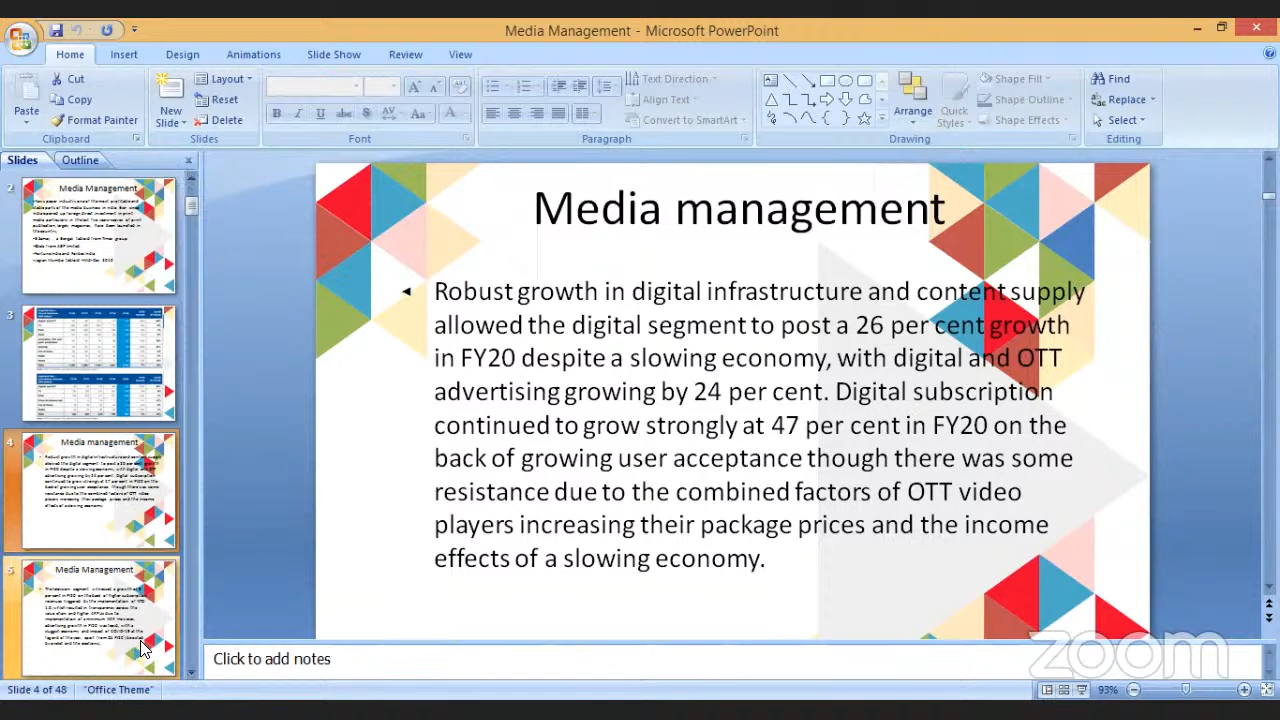 Media Management - Microsoft PowerPoint
Home Insert Design Animations Slide Show Review View
Paste
Cut
Copy
Format Painter
Clipboard
New Slide
Layout
Reset
Delete
Slides
B I U S AV Aa A
Font
Text Direction
Align Text
Convert to SmartArt
Paragraph
Arrange
Quick Styles
Shape Fill
Shape Outline
Shape Effects
Drawing
Find
Replace
Select
Editing
Slides Outline
2
Media Management
3
4
Media management
5
Media Management
Media management
Robust growth in digital infrastructure and content supply
allowed the digital segment to post a 26 per cent growth
in FY20 despite a slowing economy, with digital and OTT
advertising growing by 24 per cent. Digital subscription
continued to grow strongly at 47 per cent in FY20 on the
back of growing user acceptance though there was some
resistance due to the combined factors of OTT video
players increasing their package prices and the income
effects of a slowing economy.
Click to add notes
zoom
Slide 4 of 48 "Office Theme" 93%